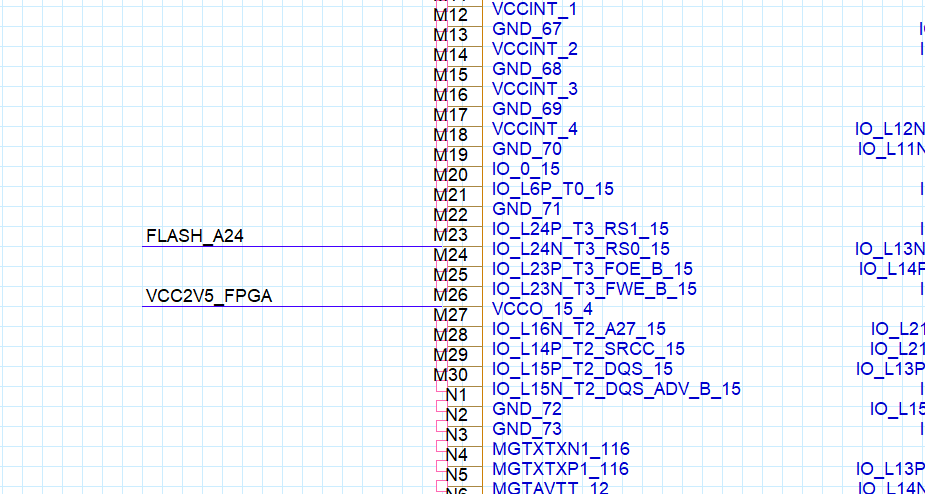 M12 VCCINT_1
M13 GND_67
M14 VCCINT_2
M15 GND_68
M16 VCCINT_3
M17 GND_69
M18 VCCINT_4 IO_L12N
M19 GND_70 IO_L11N
M20 IO_0_15
M21 IO_L6P_T0_15
M22 GND_71
FLASH_A24 M23 IO_L24P_T3_RS1_15
M24 IO_L24N_T3_RS0_15 IO_L13N
M25 IO_L23P_T3_FOE_B_15 IO_L14P
VCC2V5_FPGA M26 IO_L23N_T3_FWE_B_15
M27 VCCO_15_4
M28 IO_L16N_T2_A27_15 IO_L21
M29 IO_L14P_T2_SRCC_15 IO_L21
M30 IO_L15P_T2_DQS_15 IO_L13P
N1 IO_L15N_T2_DQS_ADV_B_15
N2 GND_72 IO_L15
N3 GND_73
N4 MGTXTXN1_116
N5 MGTXTXP1_116 IO_L13P
N6 MGTAVTT_12 IO_L14N